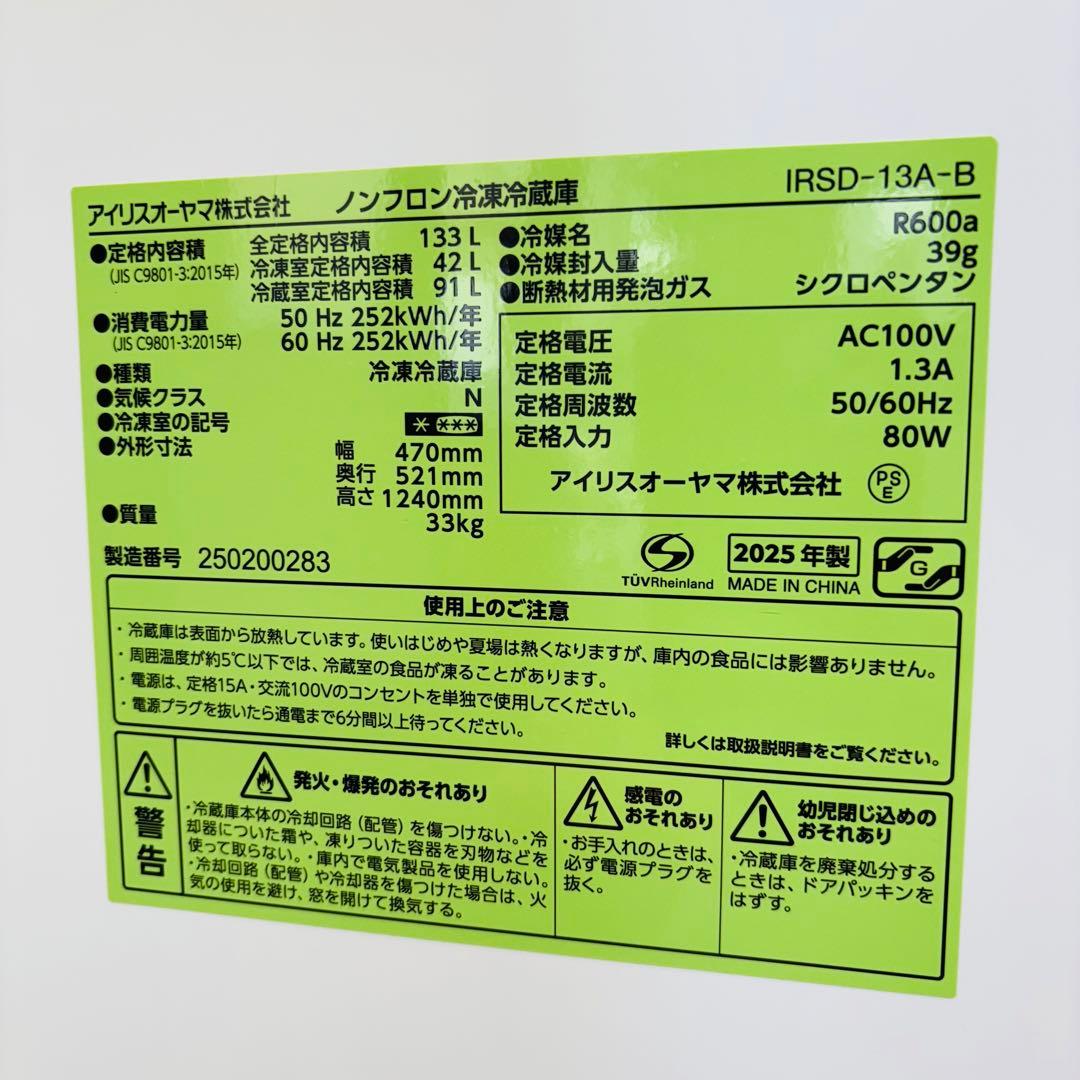 アイリスオーヤマ株式会社 ノンフロン冷凍冷蔵庫 IRSD-13A-B
●定格内容積 全定格内容積 133 L
(JIS C9801-3:2015年) 冷凍室定格内容積 42 L
冷蔵室定格内容積 91 L
●消費電力量 50 Hz 252kWh/年
(JIS C9801-3:2015年) 60 Hz 252kWh/年
●種類 冷凍冷蔵庫
●気候クラス N
●冷凍室の記号 * ***
●外形寸法 幅 470mm
奥行 521mm
高さ 1240mm
●質量 33kg
製造番号 250200283
●冷媒名 R600a
●冷媒封入量 39g
●断熱材用発泡ガス シクロペンタン
定格電圧 AC100V
定格電流 1.3A
定格周波数 50/60Hz
定格入力 80W
アイリスオーヤマ株式会社 PS E
TÜVRheinland
2025 年製
MADE IN CHINA
G
使用上のご注意
・冷蔵庫は表面から放熱しています。使いはじめや夏場は熱くなりますが、庫内の食品には影響ありません。
・周囲温度が約5℃以下では、冷蔵室の食品が凍ることがあります。
・電源は、定格15A・交流100Vのコンセントを単独で使用してください。
・電源プラグを抜いたら通電まで6分間以上待ってください。
詳しくは取扱説明書をご覧ください。
警告
発火・爆発のおそれあり
・冷蔵庫本体の冷却回路（配管）を傷つけない。・冷
却器についた霜や、凍りついた容器を刃物などを
使って取らない。・庫内で電気製品を使用しない。
・冷却回路（配管）や冷却器を傷つけた場合は、火
気の使用を避け、窓を開けて換気する。
感電の
おそれあり
・お手入れのときは、
必ず電源プラグを
抜く。
幼児閉じ込めの
おそれあり
・冷蔵庫を廃棄処分する
ときは、ドアパッキンを
はずす。